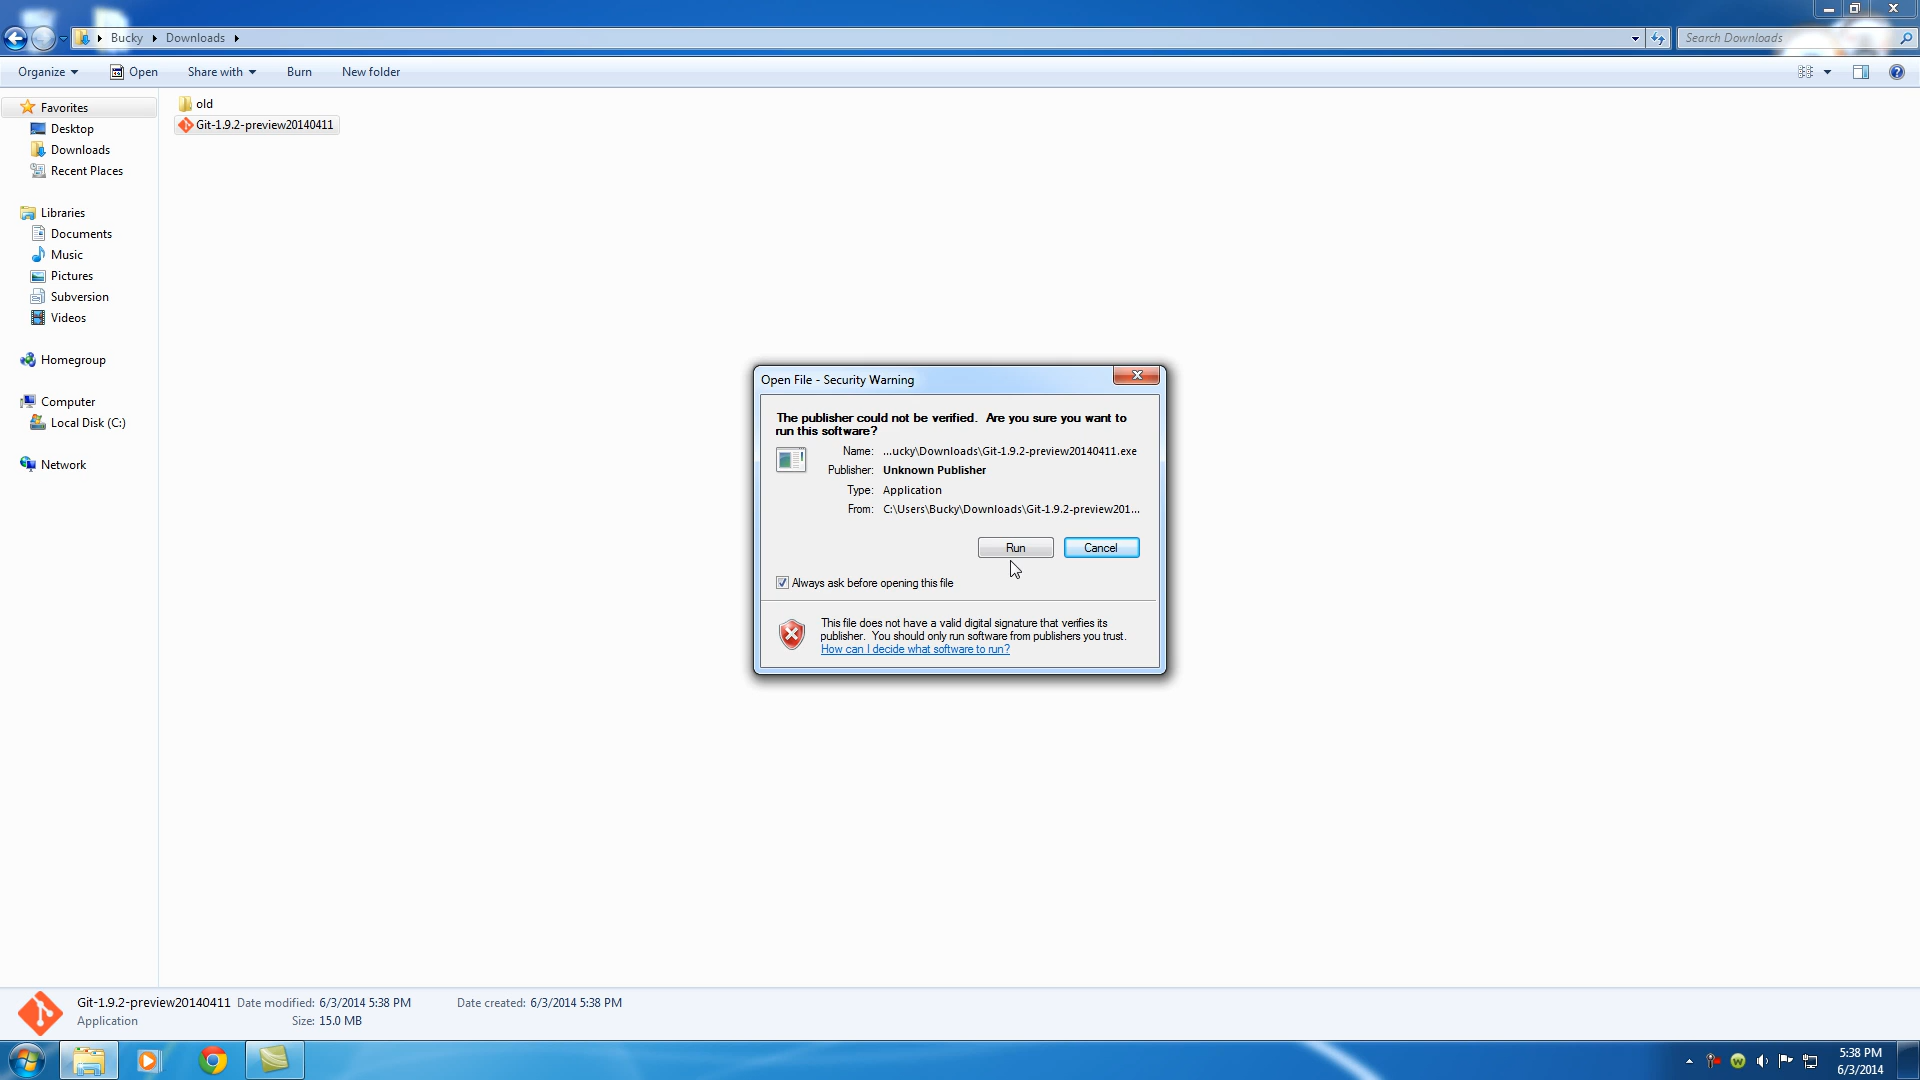 Bucky Downloads
Search Downloads
Organize Open Share with Burn New folder
Favorites
Desktop
Downloads
Recent Places
Libraries
Documents
Music
Pictures
Subversion
Videos
Homegroup
Computer
Local Disk (C:)
Network
old
Git-1.9.2-preview20140411
Open File - Security Warning
The publisher could not be verified. Are you sure you want to
run this software?
Name: ...ucky\Downloads\Git-1.9.2-preview20140411.exe
Publisher: Unknown Publisher
Type: Application
From: C:\Users\Bucky\Downloads\Git-1.9.2-preview201...
Run Cancel
Always ask before opening this file
This file does not have a valid digital signature that verifies its
publisher. You should only run software from publishers you trust.
How can I decide what software to run?
Git-1.9.2-preview20140411 Date modified: 6/3/2014 5:38 PM Date created: 6/3/2014 5:38 PM
Application Size: 15.0 MB
5:38 PM
6/3/2014